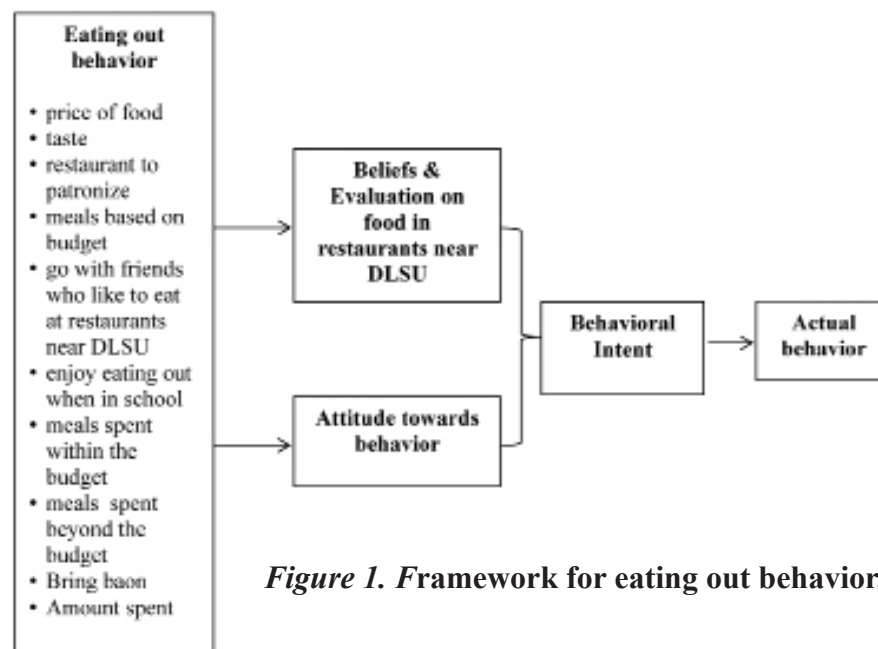 Eating out
behavior
• price of food
• taste
• restaurant to
patronize
• meals based on
budget
• go with friends
who like to eat
at restaurants
near DLSU
• enjoy eating out
when in school
• meals spent
within the
budget
• meals spent
beyond the
budget
• Bring baon
• Amount spent
Beliefs &
Evaluation on
food in
restaurants near
DLSU
Attitude towards
behavior
Behavioral
Intent
Actual
behavior
Figure 1. Framework for eating out behavior.